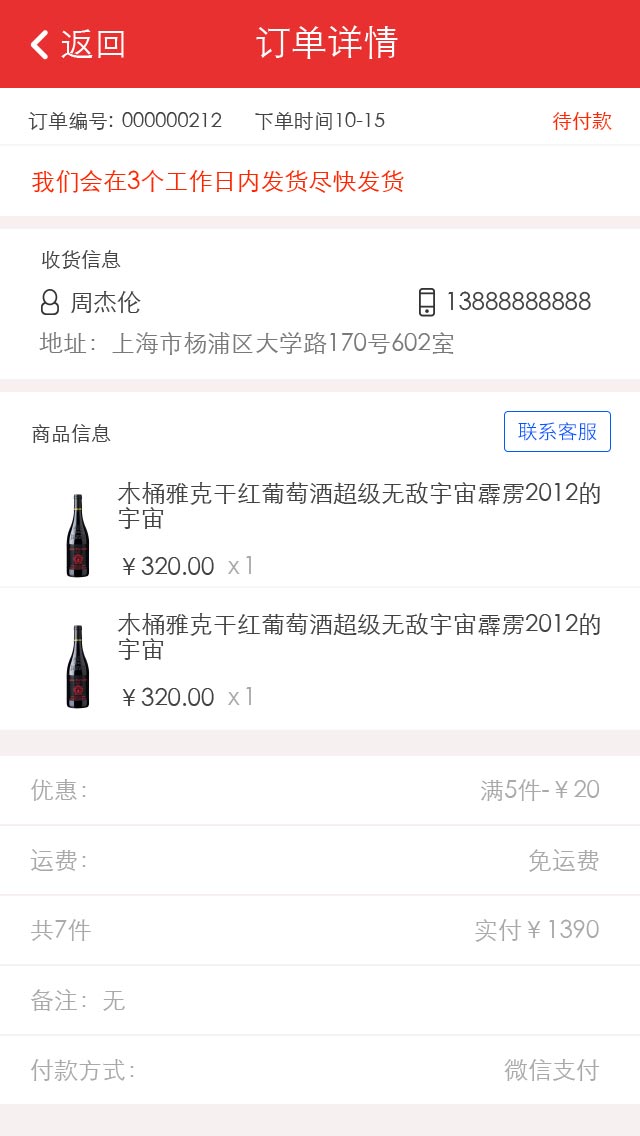 返回
订单详情
订单编号: 000000212 下单时间10-15 待付款
我们会在3个工作日内发货尽快发货
收货信息
周杰伦 13888888888
地址：上海市杨浦区大学路170号602室
商品信息 联系客服
木桶雅克干红葡萄酒超级无敌宇宙霹雳2012的
宇宙
￥320.00 x1
木桶雅克干红葡萄酒超级无敌宇宙霹雳2012的
宇宙
￥320.00 x1
优惠： 满5件-￥20
运费： 免运费
共7件 实付￥1390
备注：无
付款方式： 微信支付